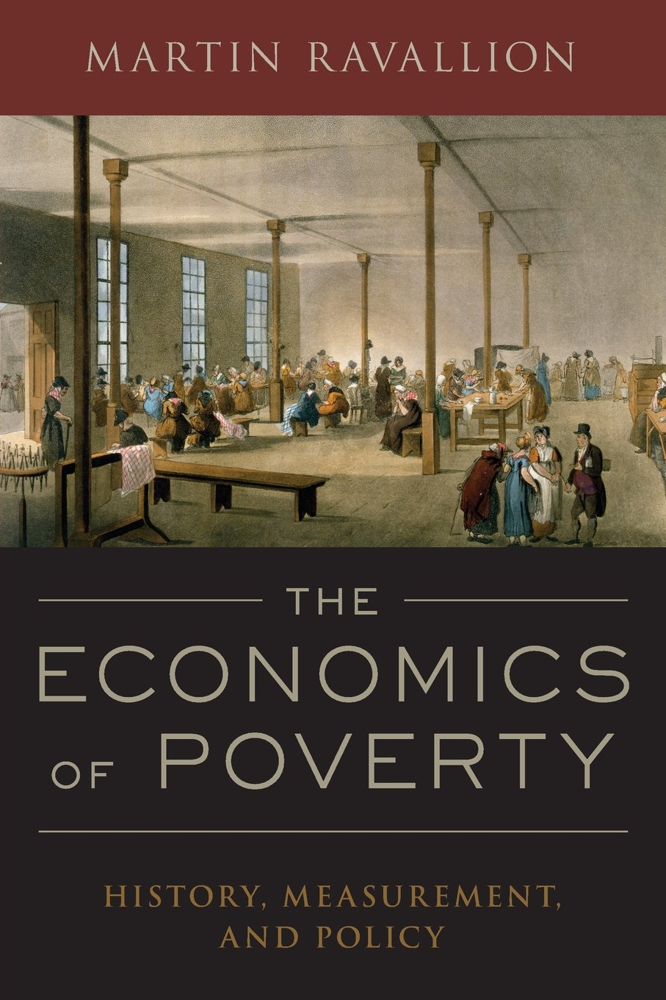 MARTIN RAVALLION
THE
ECONOMICS
OF POVERTY
HISTORY, MEASUREMENT,
AND POLICY